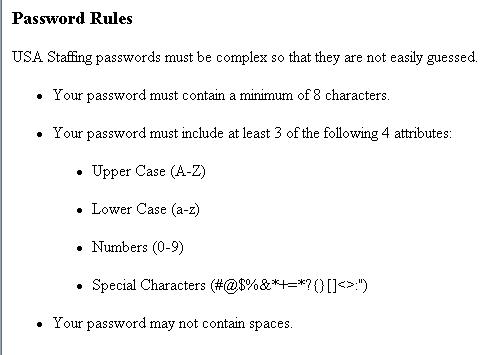 Password Rules
USA Staffing passwords must be complex so that they are not easily guessed.
• Your password must contain a minimum of 8 characters.
• Your password must include at least 3 of the following 4 attributes:
• Upper Case (A-Z)
• Lower Case (a-z)
• Numbers (0-9)
• Special Characters (#@$%&*+=*?{}[]<>:")
• Your password may not contain spaces.